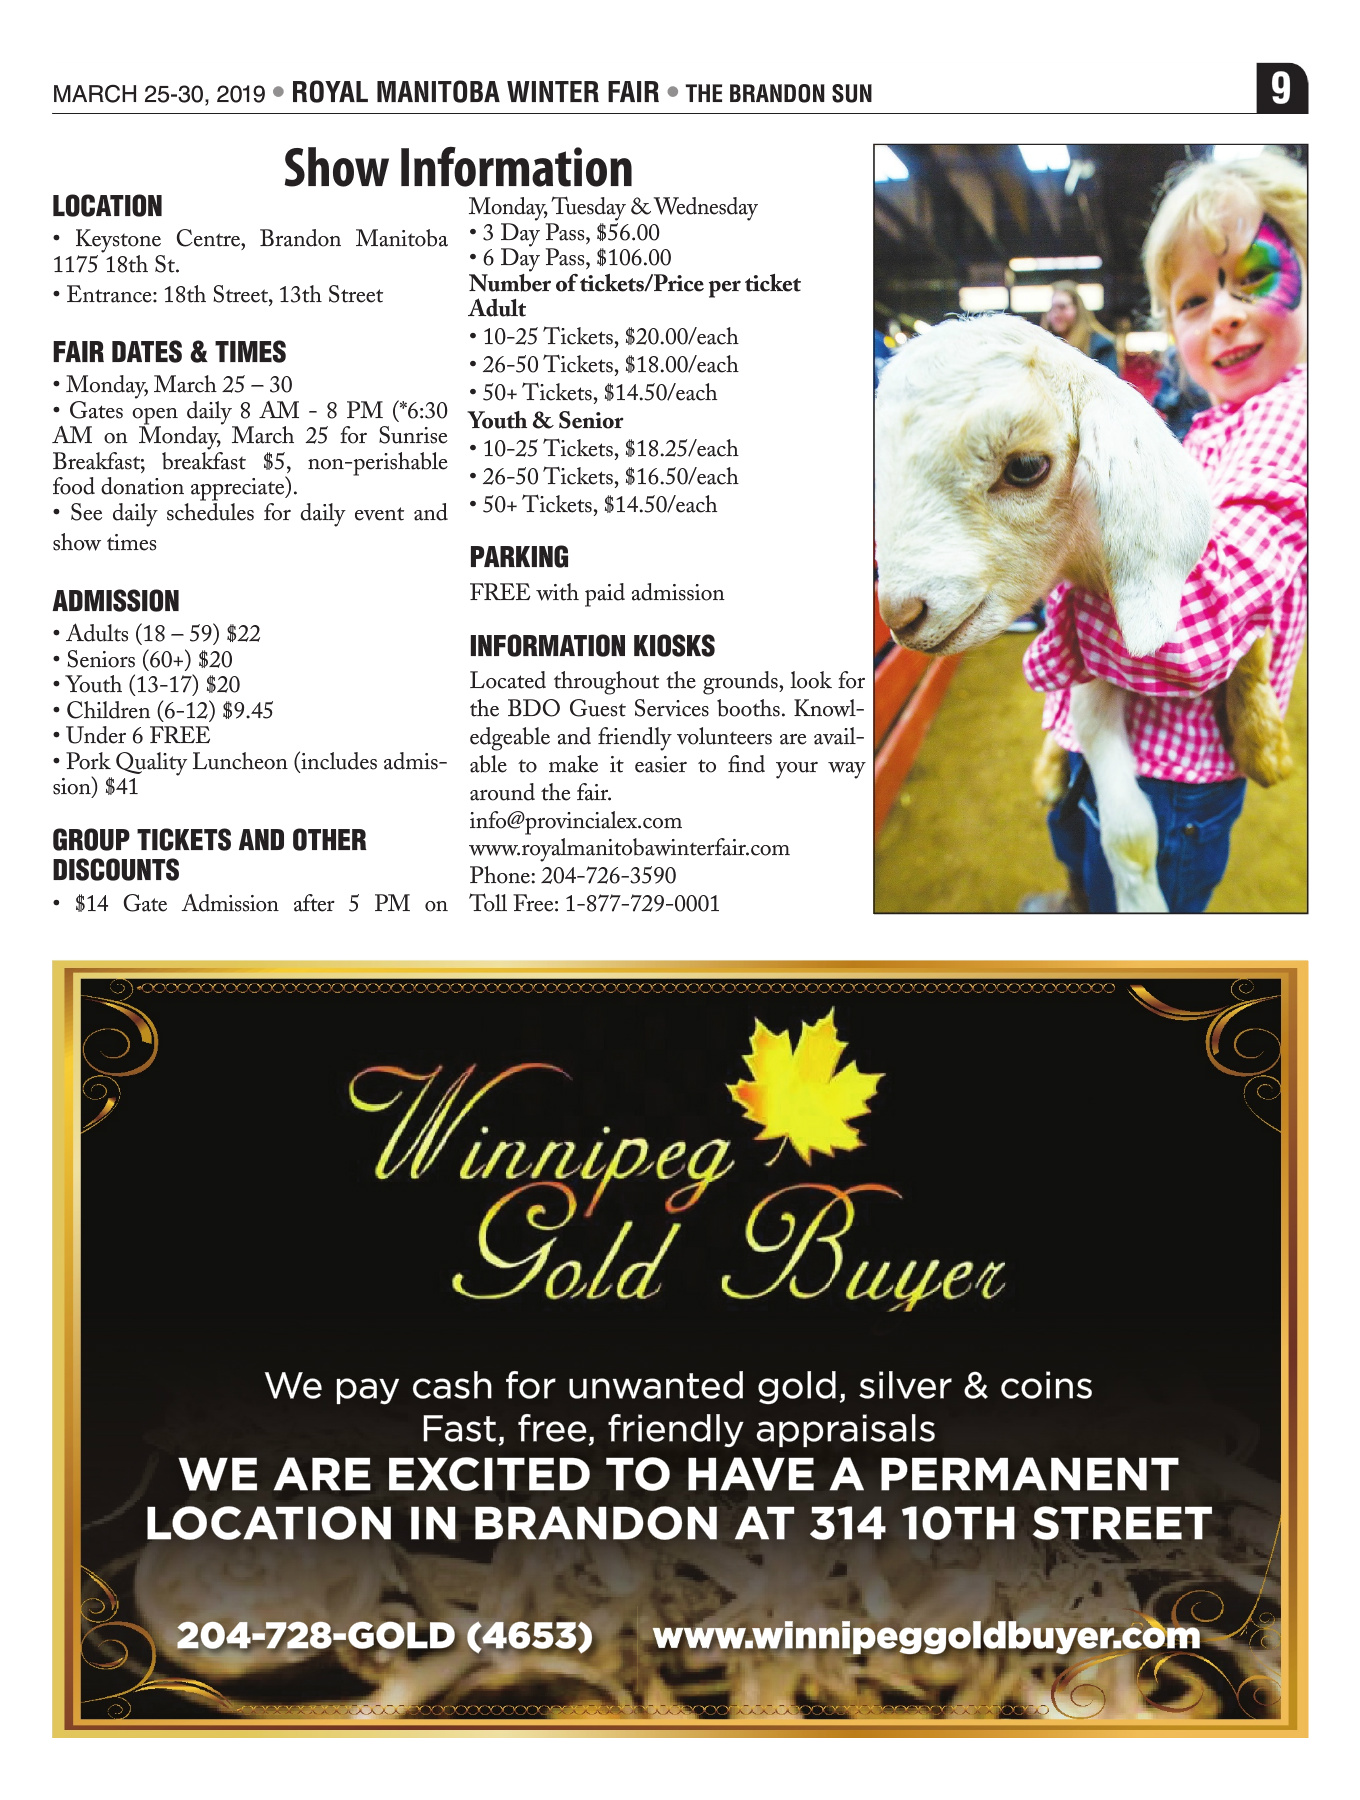 MARCH 25-30, 2019 • ROYAL MANITOBA WINTER FAIR • THE BRANDON SUN
9
Show Information
LOCATION
• Keystone Centre, Brandon Manitoba
1175 18th St.
• Entrance: 18th Street, 13th Street
FAIR DATES & TIMES
• Monday, March 25 – 30
• Gates open daily 8 AM - 8 PM (*6:30
AM on Monday, March 25 for Sunrise
Breakfast; breakfast $5, non-perishable
food donation appreciate).
• See daily schedules for daily event and
show times
ADMISSION
• Adults (18 – 59) $22
• Seniors (60+) $20
• Youth (13-17) $20
• Children (6-12) $9.45
• Under 6 FREE
• Pork Quality Luncheon (includes admis-
sion) $41
GROUP TICKETS AND OTHER
DISCOUNTS
• $14 Gate Admission after 5 PM on
Monday, Tuesday & Wednesday
• 3 Day Pass, $56.00
• 6 Day Pass, $106.00
Number of tickets/Price per ticket
Adult
• 10-25 Tickets, $20.00/each
• 26-50 Tickets, $18.00/each
• 50+ Tickets, $14.50/each
Youth & Senior
• 10-25 Tickets, $18.25/each
• 26-50 Tickets, $16.50/each
• 50+ Tickets, $14.50/each
PARKING
FREE with paid admission
INFORMATION KIOSKS
Located throughout the grounds, look for
the BDO Guest Services booths. Knowl-
edgeable and friendly volunteers are avail-
able to make it easier to find your way
around the fair.
info@provincialex.com
www.royalmanitobawinterfair.com
Phone: 204-726-3590
Toll Free: 1-877-729-0001
Winnipeg
Gold Buyer
We pay cash for unwanted gold, silver & coins
Fast, free, friendly appraisals
WE ARE EXCITED TO HAVE A PERMANENT
LOCATION IN BRANDON AT 314 10TH STREET
204-728-GOLD (4653) www.winnipeggoldbuyer.com